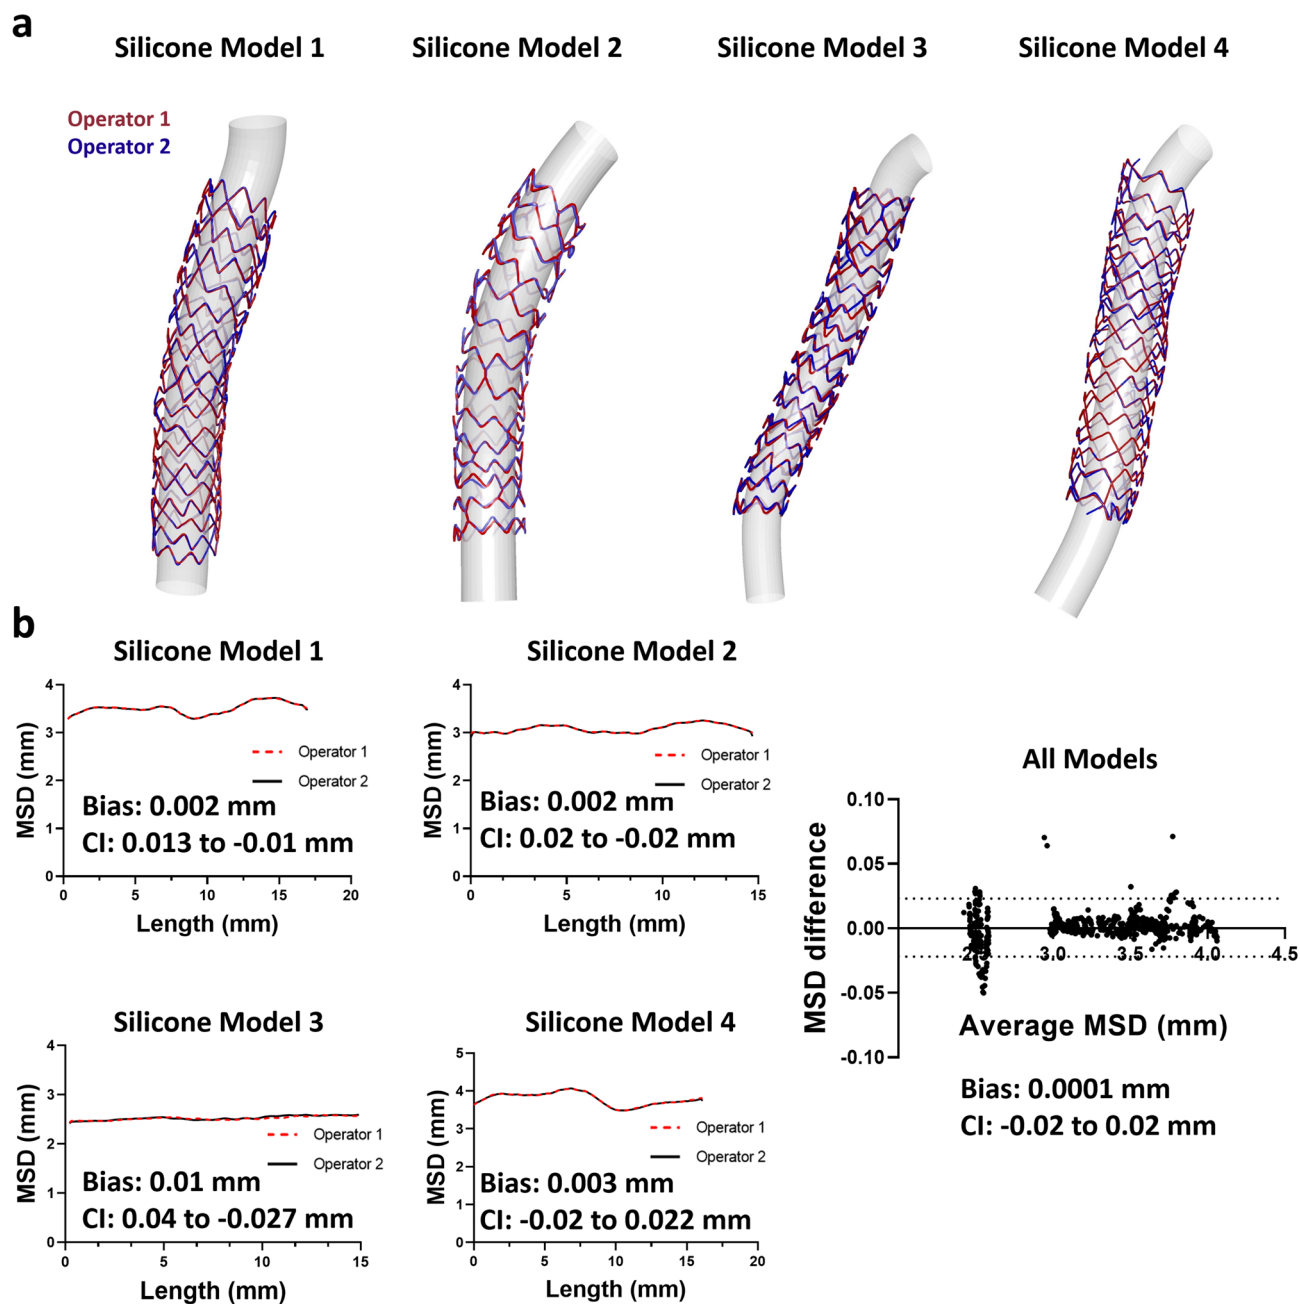 a
Silicone Model 1
Silicone Model 2
Silicone Model 3
Silicone Model 4
Operator 1
Operator 2
b
Silicone Model 1
MSD (mm)
4
3
2
1
0
Operator 1
Operator 2
Bias: 0.002 mm
CI: 0.013 to -0.01 mm
0 5 10 15 20
Length (mm)
Silicone Model 2
MSD (mm)
4
3
2
1
0
Operator 1
Operator 2
Bias: 0.002 mm
CI: 0.02 to -0.02 mm
0 5 10 15
Length (mm)
Silicone Model 3
MSD (mm)
4
3
2
1
0
Operator 1
Operator 2
Bias: 0.01 mm
CI: 0.04 to -0.027 mm
0 5 10 15
Length (mm)
Silicone Model 4
MSD (mm)
5
4
3
2
1
0
Operator 1
Operator 2
Bias: 0.003 mm
CI: -0.02 to 0.022 mm
0 5 10 15 20
Length (mm)
All Models
MSD difference
0.10
0.05
0.00
-0.05
-0.10
3.0 3.5 4.0 4.5
Average MSD (mm)
Bias: 0.0001 mm
CI: -0.02 to 0.02 mm